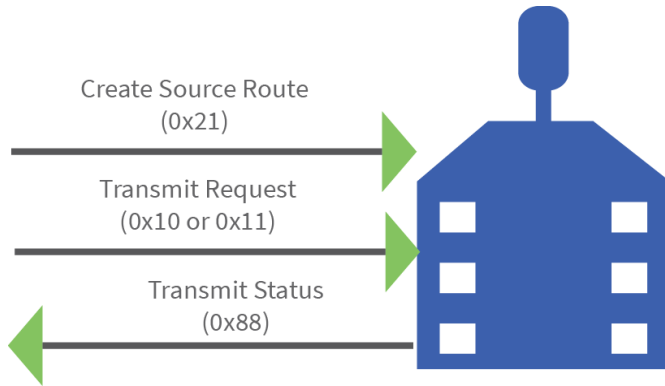 Create Source Route
(0x21)
Transmit Request
(0x10 or 0x11)
Transmit Status
(0x88)